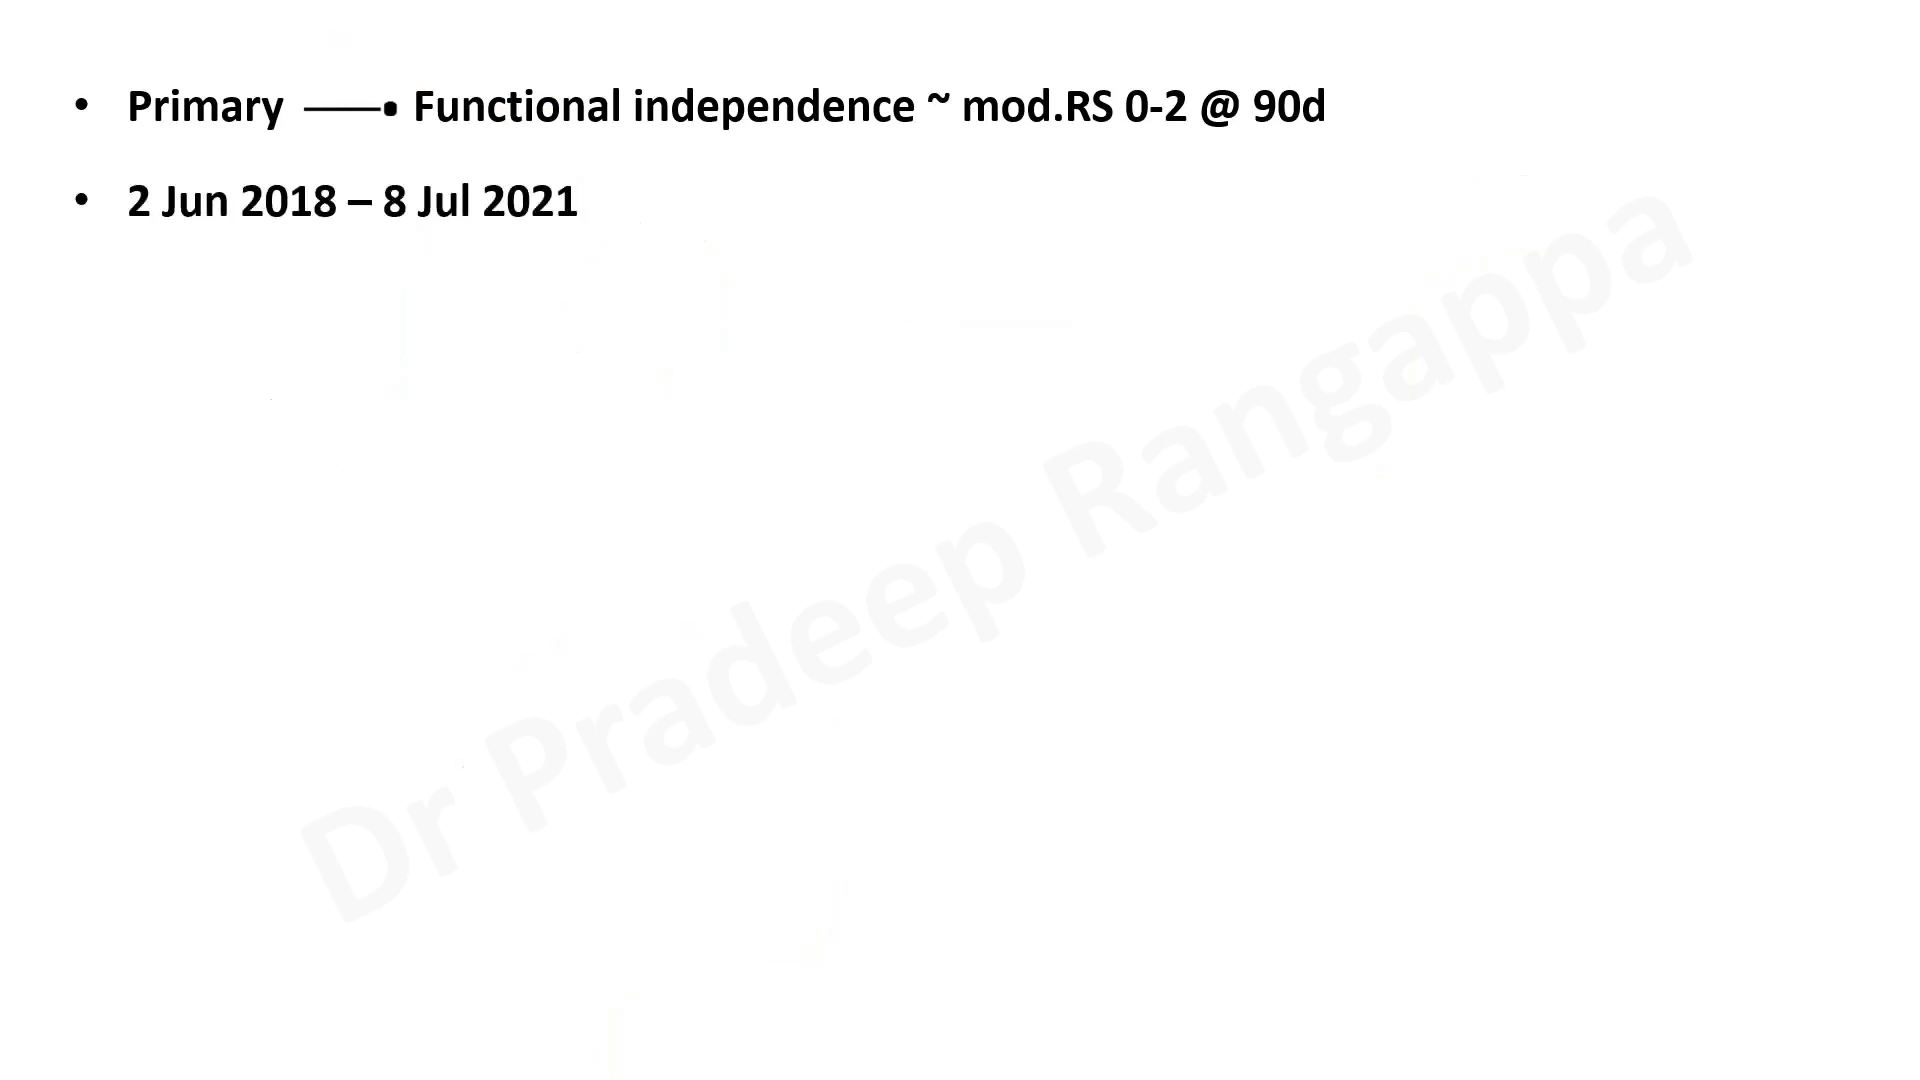 • Primary —• Functional independence ~ mod.RS 0-2 @ 90d
• 2 Jun 2018 – 8 Jul 2021
Dr Pradeep Rangappa